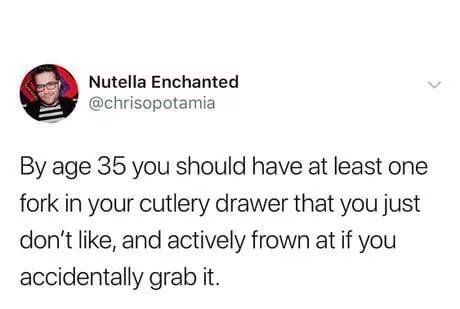 Nutella Enchanted
@chrisopotamia
By age 35 you should have at least one
fork in your cutlery drawer that you just
don't like, and actively frown at if you
accidentally grab it.